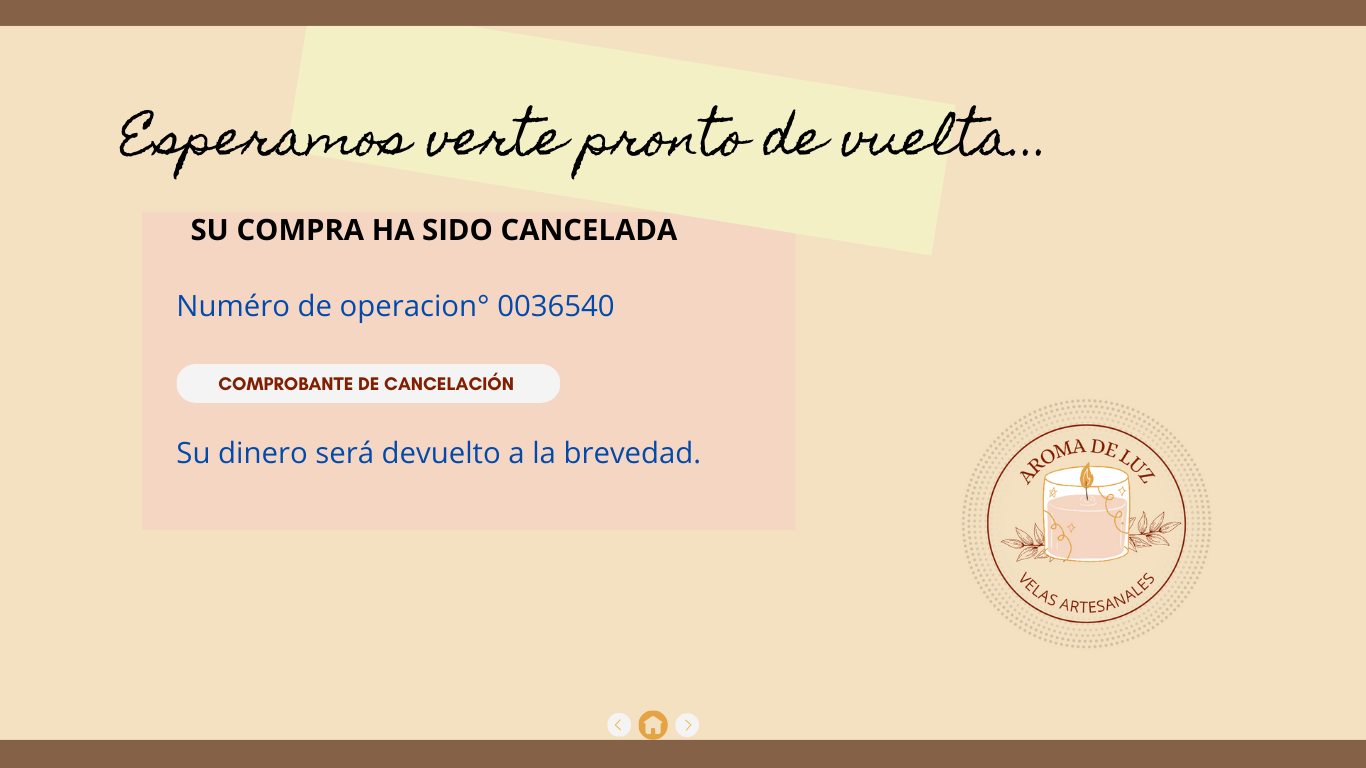 Esperamos verte pronto de vuelta...
SU COMPRA HA SIDO CANCELADA
Numéro de operacion° 0036540
COMPROBANTE DE CANCELACIÓN
Su dinero será devuelto a la brevedad.
AROMA DE LUZ
VELAS ARTESANALES